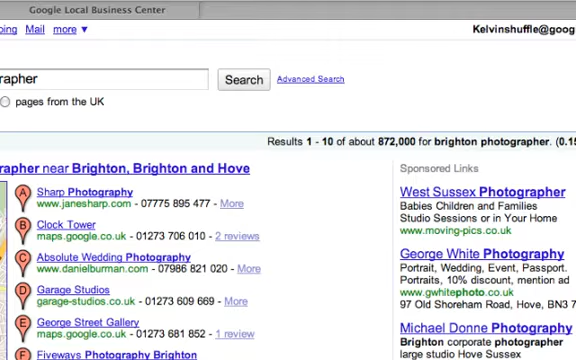 Google Local Business Center
Mail more ▼
Kelvinshuffle@goog
rapher
Search
Advanced Search
pages from the UK
Results 1 - 10 of about 872,000 for brighton photographer. (0.15
rapher near Brighton, Brighton and Hove
A
Sharp Photography
www.janesharp.com - 07775 895 477 - More
B
Clock Tower
maps.google.co.uk - 01273 706 010 - 2 reviews
C
Absolute Wedding Photography
www.danielburman.com - 07986 821 020 - More
D
Garage Studios
garage-studios.co.uk - 01273 609 669 - More
E
George Street Gallery
maps.google.co.uk - 01273 681 852 - 1 review
F
Fiveways Photography Brighton
Sponsored Links
West Sussex Photographer
Babies Children and Families
Studio Sessions or in Your Home
www.moving-pics.co.uk
George White Photography
Portrait, Wedding, Event, Passport.
Portraits, 10% discount, mention ad
www.gwhitephoto.co.uk
97 Old Shoreham Road, Hove, BN3 7
Michael Donne Photography
Brighton corporate photographer
large studio Hove Sussex